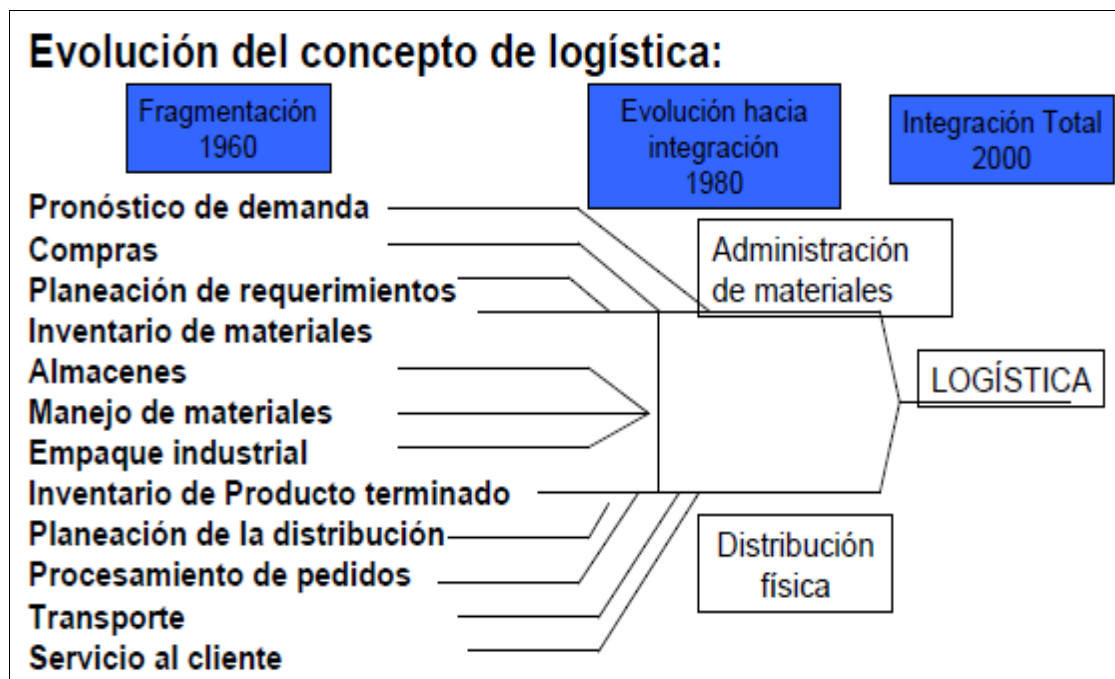 Evolución del concepto de logística:
Fragmentación
1960
Evolución hacia
integración
1980
Integración Total
2000
Pronóstico de demanda
Compras
Planeación de requerimientos
Inventario de materiales
Almacenes
Manejo de materiales
Empaque industrial
Inventario de Producto terminado
Planeación de la distribución
Procesamiento de pedidos
Transporte
Servicio al cliente
Administración
de materiales
LOGÍSTICA
Distribución
física